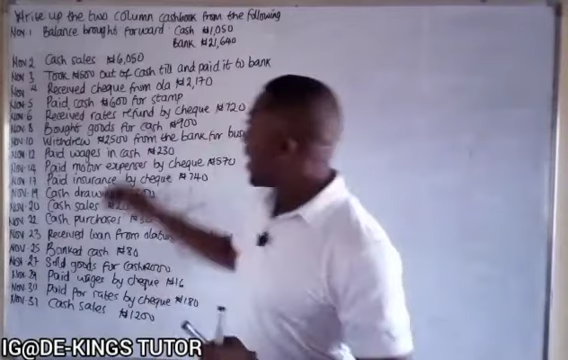 Write up the two column cashbook from the following
Nov 1 Balance brought forward: Cash ₦1,050
Bank ₦21,640
Nov 2 Cash sales ₦6,050
Nov 3 Took ₦500 out of cash till and paid it to bank
Nov 4 Received cheque from ola ₦2,170
Nov 5 Paid cash ₦600 for stamp
Nov 6 Received rates refund by cheque ₦720
Nov 8 Bought goods for cash ₦900
Nov 10 Withdrew ₦2500 from the bank for
Nov 12 Paid wages in cash ₦230
Nov 14 Paid motor expenses by cheque ₦570
Nov 17 Paid insurance by cheque ₦740
Nov 19 Cash
Nov 20 Cash sales
Nov 22 Cash purchases
Nov 23 Received loan from
Nov 25 Banked cash ₦80
Nov 27 Sold goods for cash
Nov 29 Paid wages by cheque ₦16
Nov 30 Paid for rates by cheque ₦180
Nov 31 Cash sales ₦1200
IG@DE-KINGS TUTOR